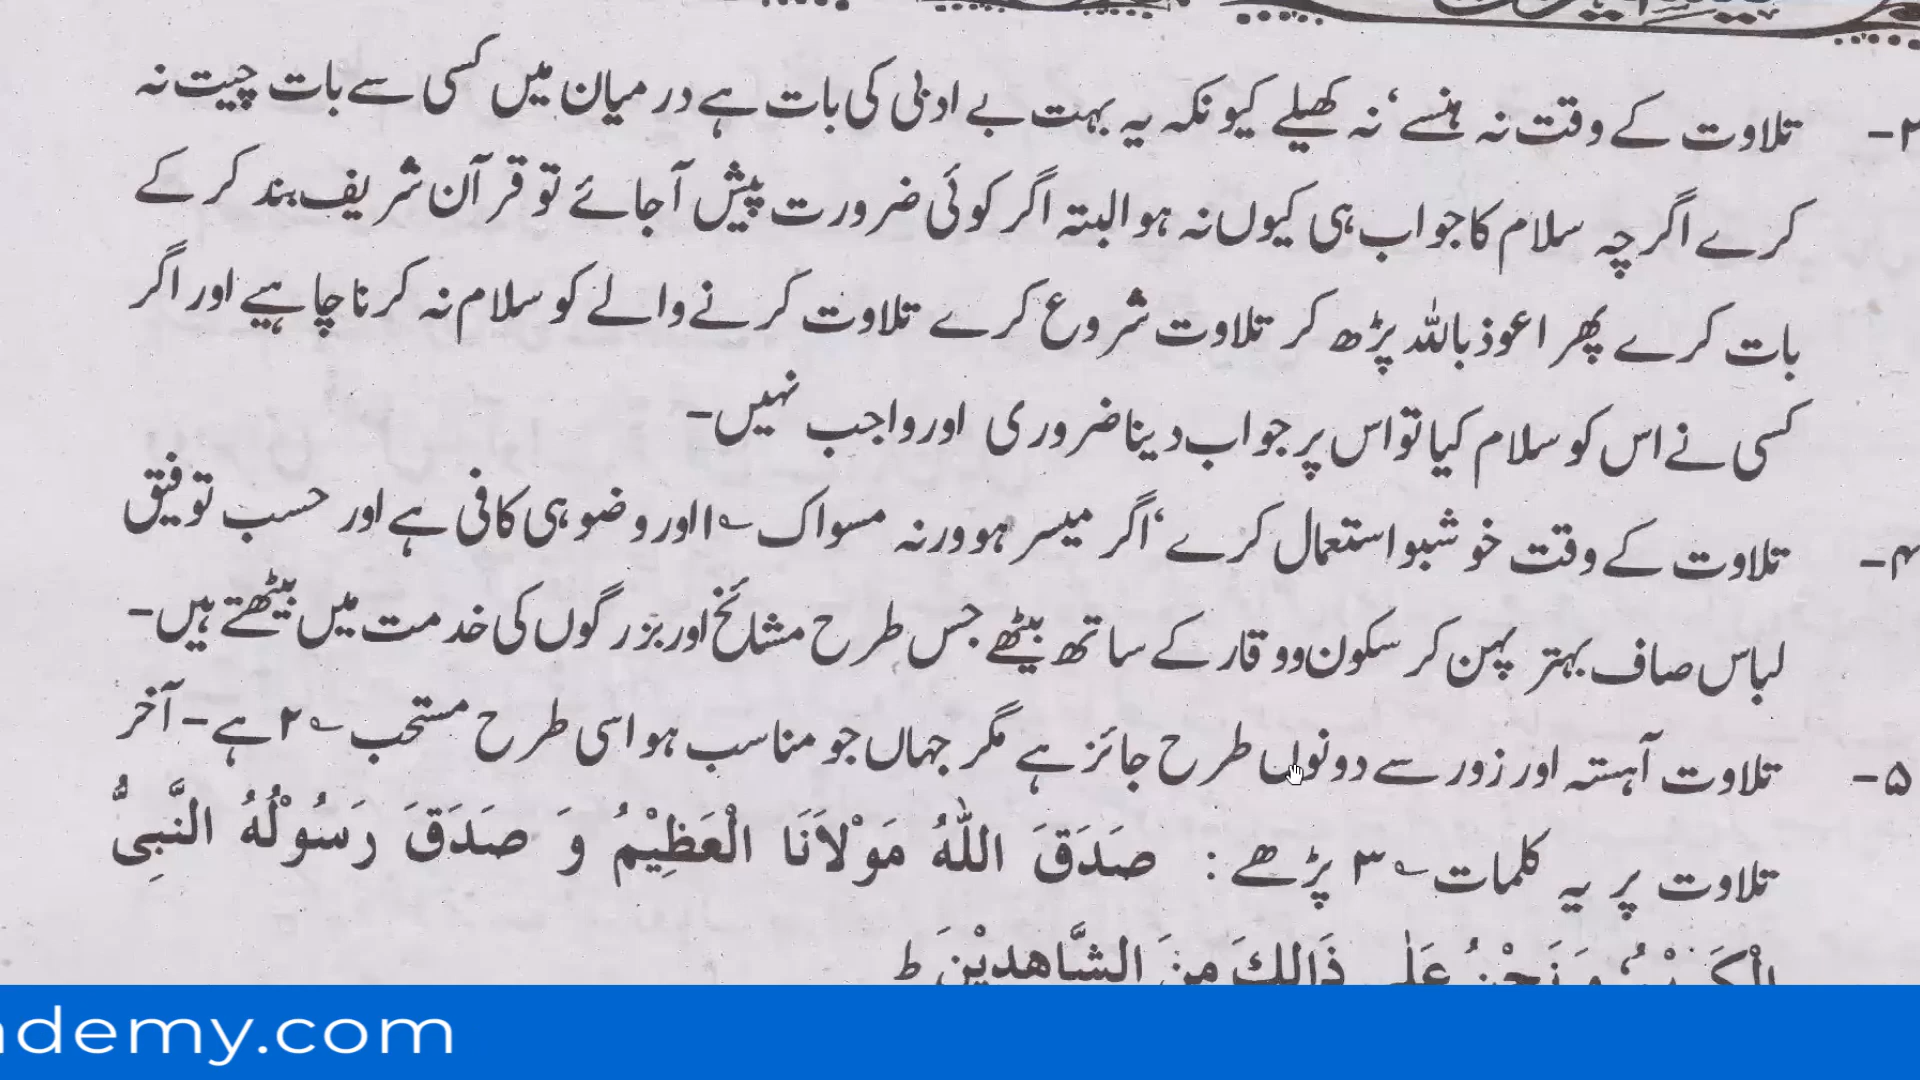 تلاوت کے وقت نہ ہنسے‘ نہ کھیلے کیونکہ یہ بہت بے ادبی کی بات ہے درمیان میں کسی سے بات چیت نہ
کرے اگرچہ سلام کا جواب ہی کیوں نہ ہو البتہ اگر کوئی ضرورت پیش آجائے تو قرآن شریف بند کر کے
بات کرے پھر اعوذ باللہ پڑھ کر تلاوت شروع کرے تلاوت کرنے والے کو سلام نہ کرنا چاہیے اور اگر
کسی نے اس کو سلام کیا تو اس پر جواب دینا ضروری اور واجب نہیں۔
۴- تلاوت کے وقت خوشبو استعمال کرے‘ اگر میسر ہو ورنہ مسواک ؎۱ اور وضو ہی کافی ہے اور حسب توفیق
لباس صاف بہتر پہن کر سکون و وقار کے ساتھ بیٹھے جس طرح مشائخ اور بزرگوں کی خدمت میں بیٹھتے ہیں۔
۵- تلاوت آہستہ اور زور سے دونوں طرح جائز ہے مگر جہاں جو مناسب ہو اسی طرح مستحب ؎۲ ہے۔ آخر
تلاوت پر یہ کلمات ؎۳ پڑھے : صَدَقَ اللّٰهُ مَوْلَانَا الْعَظِيْمُ وَ صَدَقَ رَسُوْلُهُ النَّبِىُّ
الْكَرِيْمُ وَ نَحْنُ عَلٰى ذَالِكَ مِنَ الشَّاهِدِيْنَ ط
demy.com